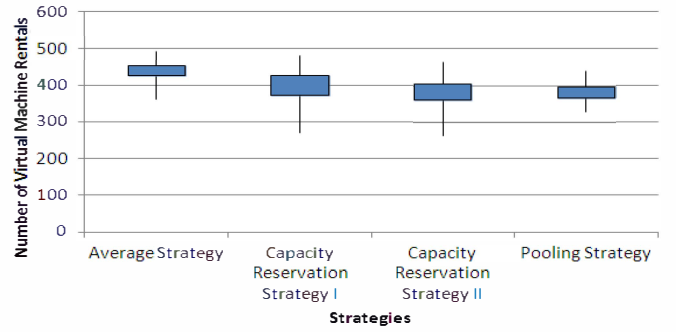 Number of Virtual Machine Rentals
600
500
400
300
200
100
0
Average Strategy
Capacity
Reservation
Strategy I
Capacity
Reservation
Strategy II
Pooling Strategy
Strategies